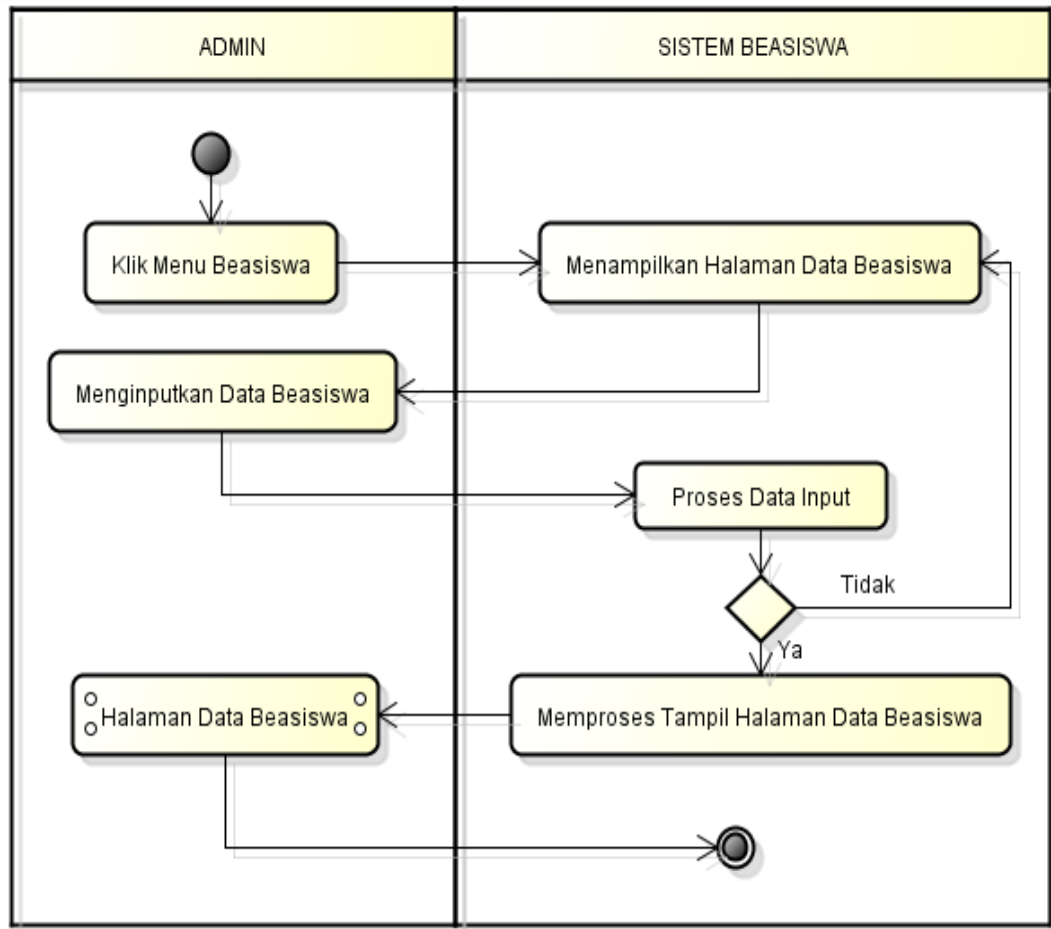 ADMIN
SISTEM BEASISWA
Klik Menu Beasiswa
Menampilkan Halaman Data Beasiswa
Menginputkan Data Beasiswa
Proses Data Input
Tidak
Ya
Halaman Data Beasiswa
Memproses Tampil Halaman Data Beasiswa